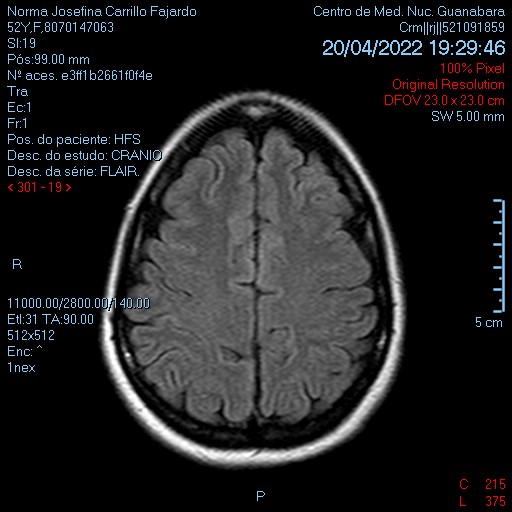 Norma Josefina Carrillo Fajardo
52Y,F,8070147063
Sl:19
Pós:99.00 mm
Nº aces. e3ff1b2661f0f4e
Tra
Ec:1
Fr:1
Pos. do paciente: HFS
Desc. do estudo: CRANIO
Desc. da série: FLAIR.
< 301 - 19 >
Centro de Med. Nuc. Guanabara
Crm||rj||521091859
20/04/2022 19:29:46
100% Pixel
Original Resolution
DFOV 23.0 x 23.0 cm
SW 5.00 mm
R
5 cm
11000.00/2800.00/140.00
Etl:31 TA:90.00
512x512
Enc: ^
1nex
P
C 215
L 375